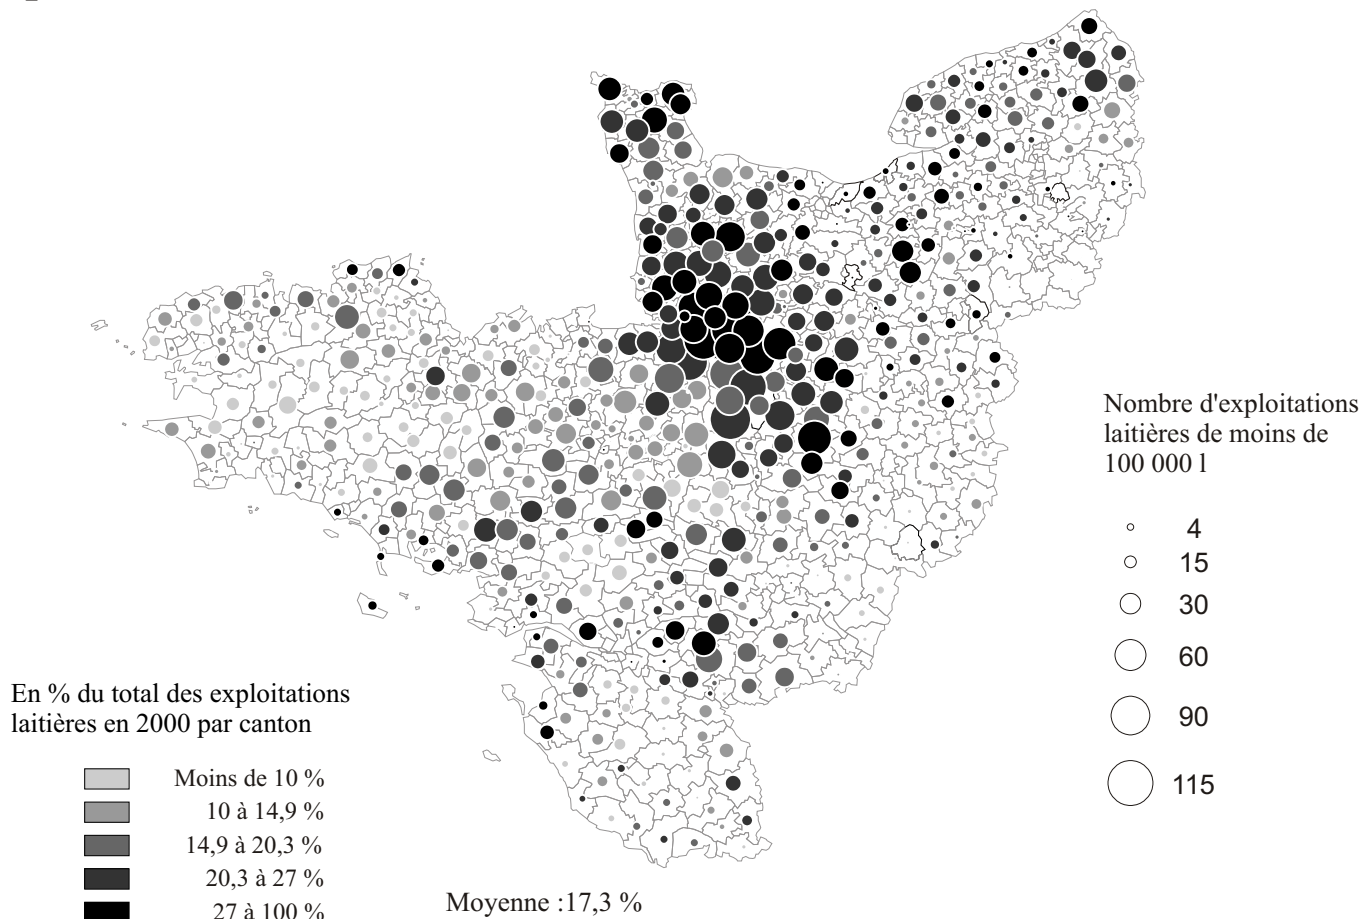 Nombre d'exploitations
laitières de moins de
100 000 l
4
15
30
60
90
115
En % du total des exploitations
laitières en 2000 par canton
Moins de 10 %
10 à 14,9 %
14,9 à 20,3 %
20,3 à 27 %
27 à 100 %
Moyenne :17,3 %